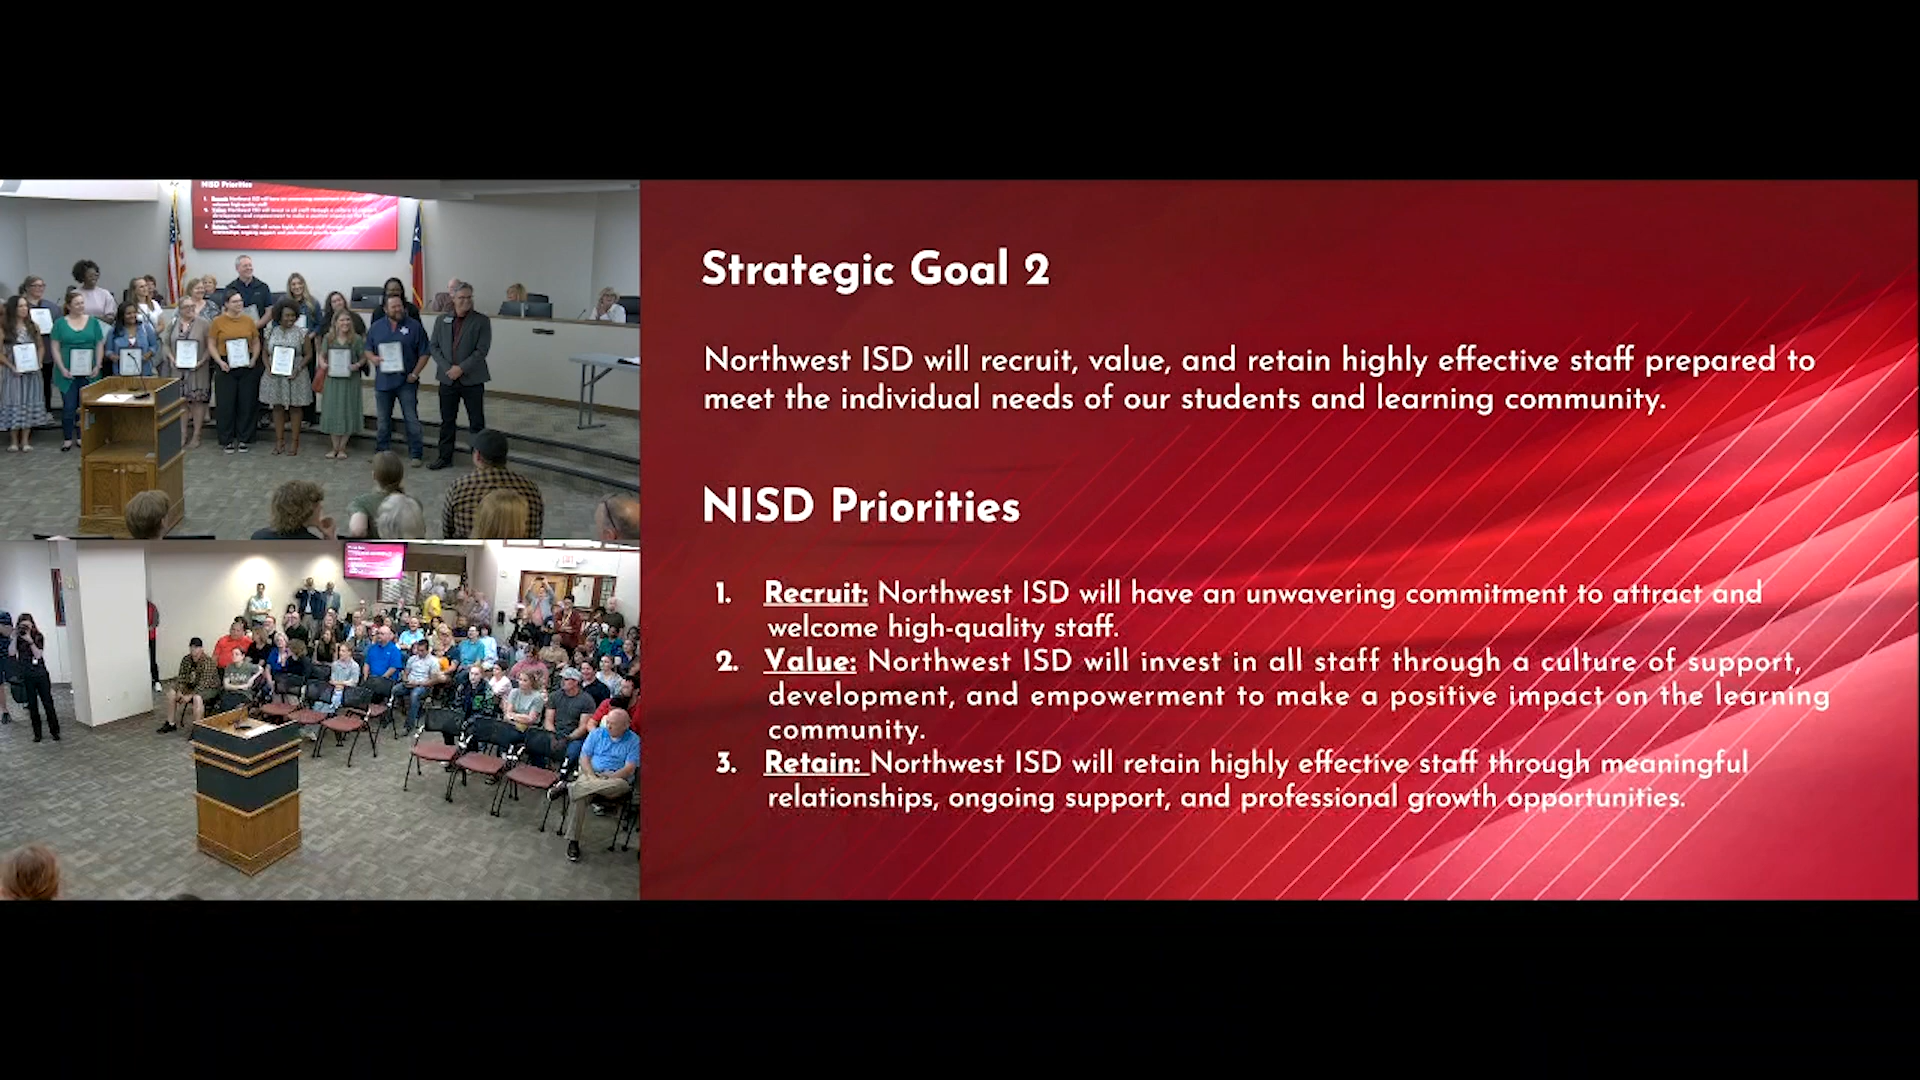 Strategic Goal 2
Northwest ISD will recruit, value, and retain highly effective staff prepared to
meet the individual needs of our students and learning community.
NISD Priorities
1. Recruit: Northwest ISD will have an unwavering commitment to attract and
welcome high-quality staff.
2. Value: Northwest ISD will invest in all staff through a culture of support,
development, and empowerment to make a positive impact on the learning
community.
3. Retain: Northwest ISD will retain highly effective staff through meaningful
relationships, ongoing support, and professional growth opportunities.
NISD Priorities